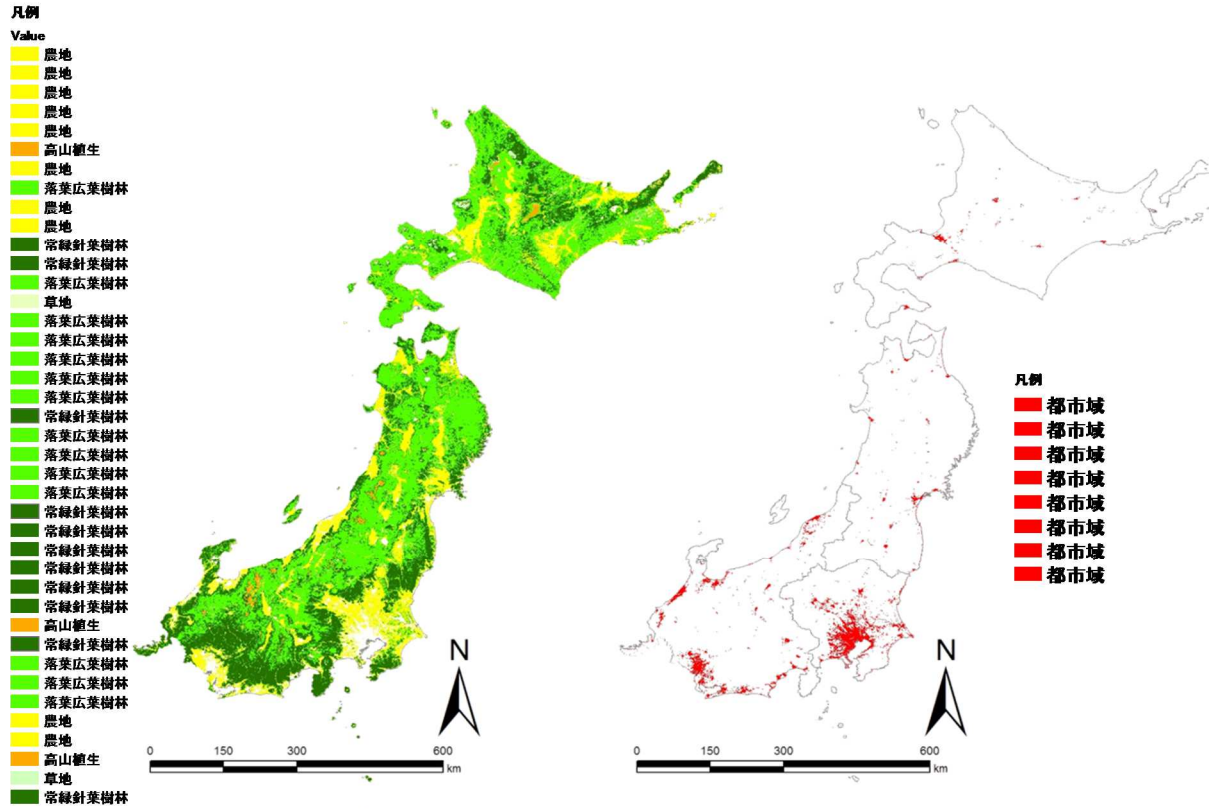 凡例
Value
農地
農地
農地
農地
農地
高山植生
農地
落葉広葉樹林
農地
農地
常緑針葉樹林
常緑針葉樹林
落葉広葉樹林
草地
落葉広葉樹林
落葉広葉樹林
落葉広葉樹林
落葉広葉樹林
落葉広葉樹林
常緑針葉樹林
落葉広葉樹林
落葉広葉樹林
落葉広葉樹林
落葉広葉樹林
常緑針葉樹林
常緑針葉樹林
常緑針葉樹林
常緑針葉樹林
常緑針葉樹林
常緑針葉樹林
高山植生
常緑針葉樹林
落葉広葉樹林
落葉広葉樹林
落葉広葉樹林
農地
農地
高山植生
草地
常緑針葉樹林
N
0 150 300 600
km
凡例
都市域
都市域
都市域
都市域
都市域
都市域
都市域
都市域
N
0 150 300 600
km